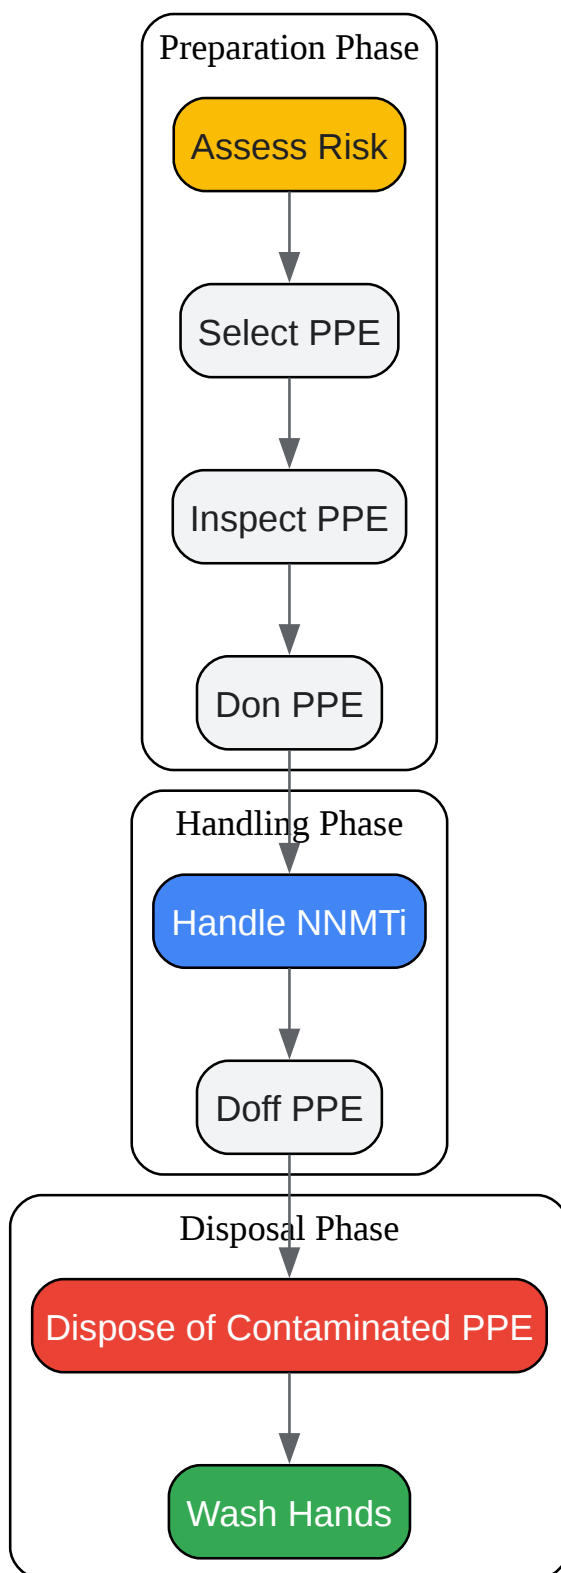 Preparation Phase
Assess Risk
Select PPE
Inspect PPE
Don PPE
Handling Phase
Handle NNMTi
Doff PPE
Disposal Phase
Dispose of Contaminated PPE
Wash Hands